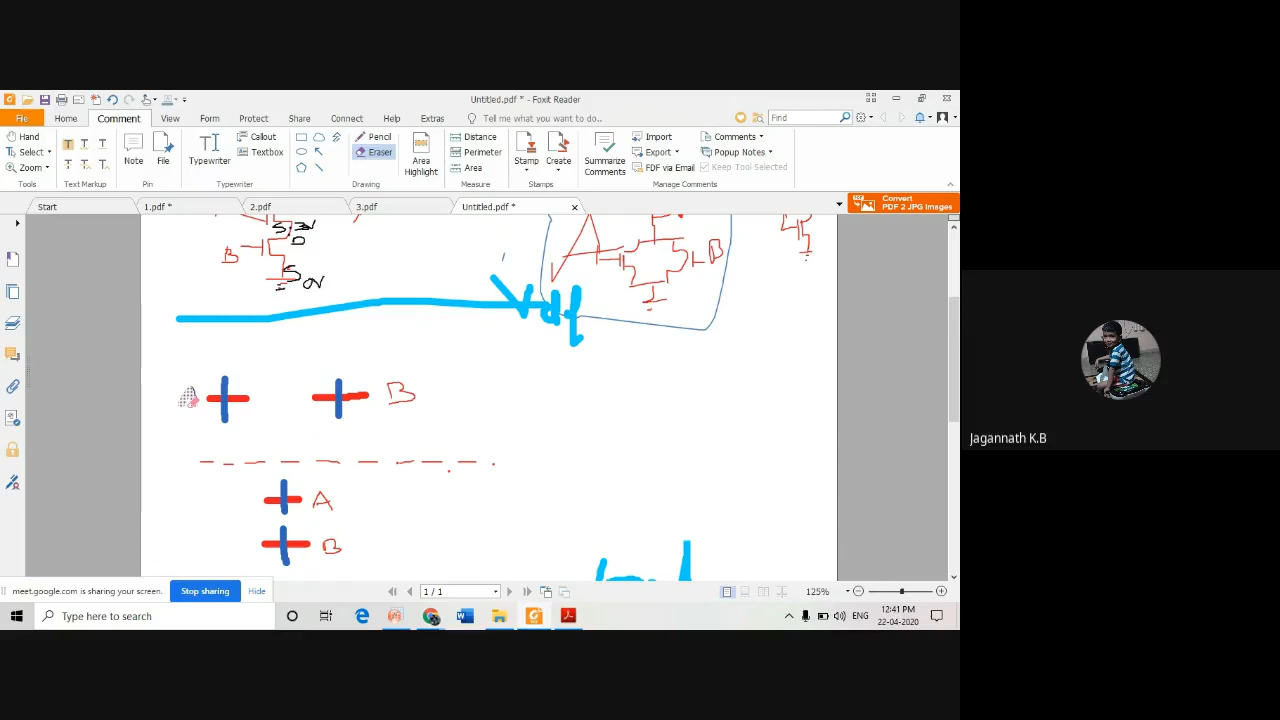 Untitled.pdf * - Foxit Reader
File Home Comment View Form Protect Share Connect Help Extras Tell me what you want to do... Find
Hand
Select
Zoom
Tools
T T T
T T T
Text Markup
Note
File
Pin
Typewriter
Callout
Textbox
Typewriter
Pencil
Eraser
Drawing
Area
Highlight
Distance
Perimeter
Area
Measure
Stamp
Create
Stamps
Summarize
Comments
Import
Export
FDF via Email
Comments
Popup Notes
Keep Tool Selected
Manage Comments
Start 1.pdf * 2.pdf 3.pdf Untitled.pdf *
Convert
PDF 2 JPG Images
B
0V
B
Vdd
B
A
B
Jagannath K.B
meet.google.com is sharing your screen. Stop sharing Hide
1 / 1
125%
Type here to search
W
ENG
12:41 PM
22-04-2020